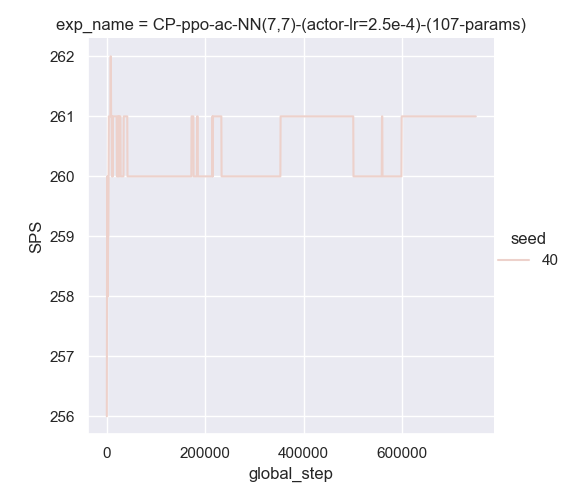 exp_name = CP-ppo-ac-NN(7,7)-(actor-lr=2.5e-4)-(107-params)
262
261
260
259
258
257
256
SPS
0 200000 400000 600000
global_step
seed
40